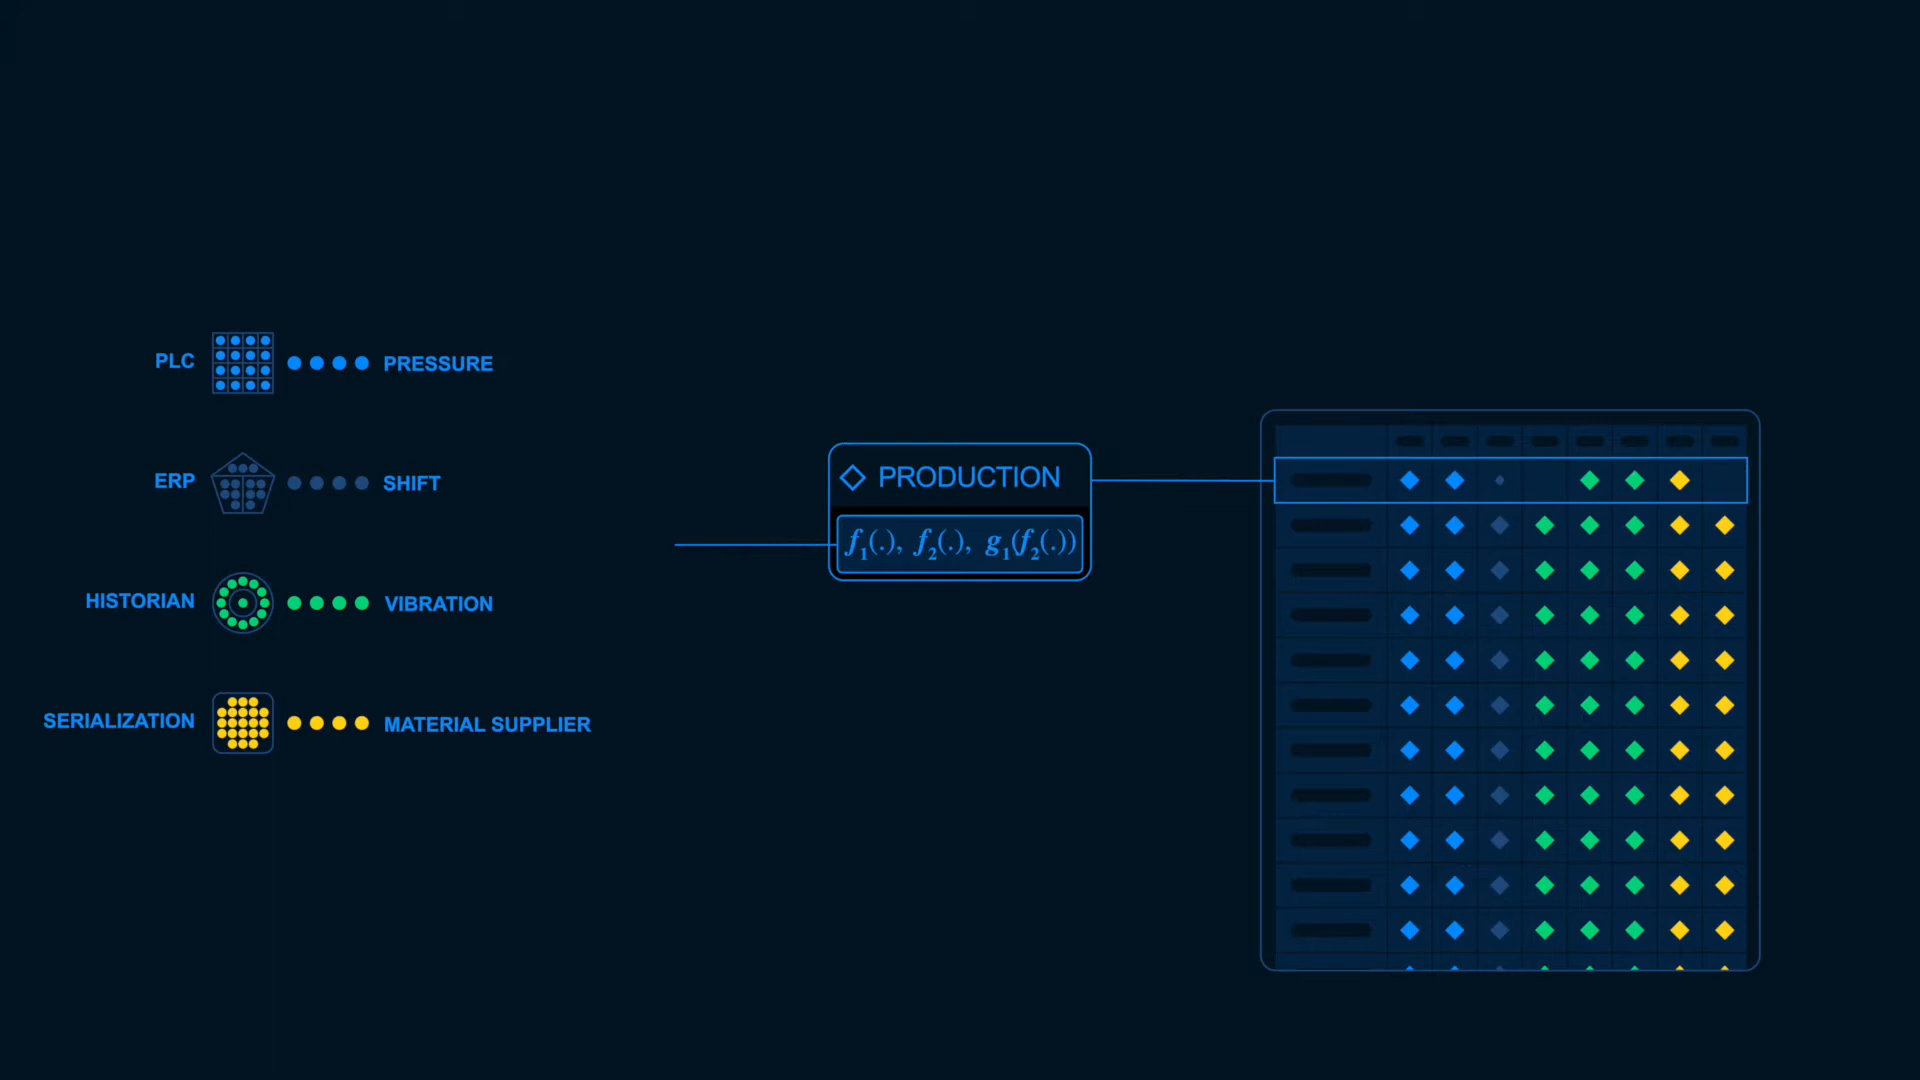 PLC PRESSURE
ERP SHIFT
HISTORIAN VIBRATION
SERIALIZATION MATERIAL SUPPLIER
PRODUCTION
f₁(.), f₂(.), g₁(f₂(.))